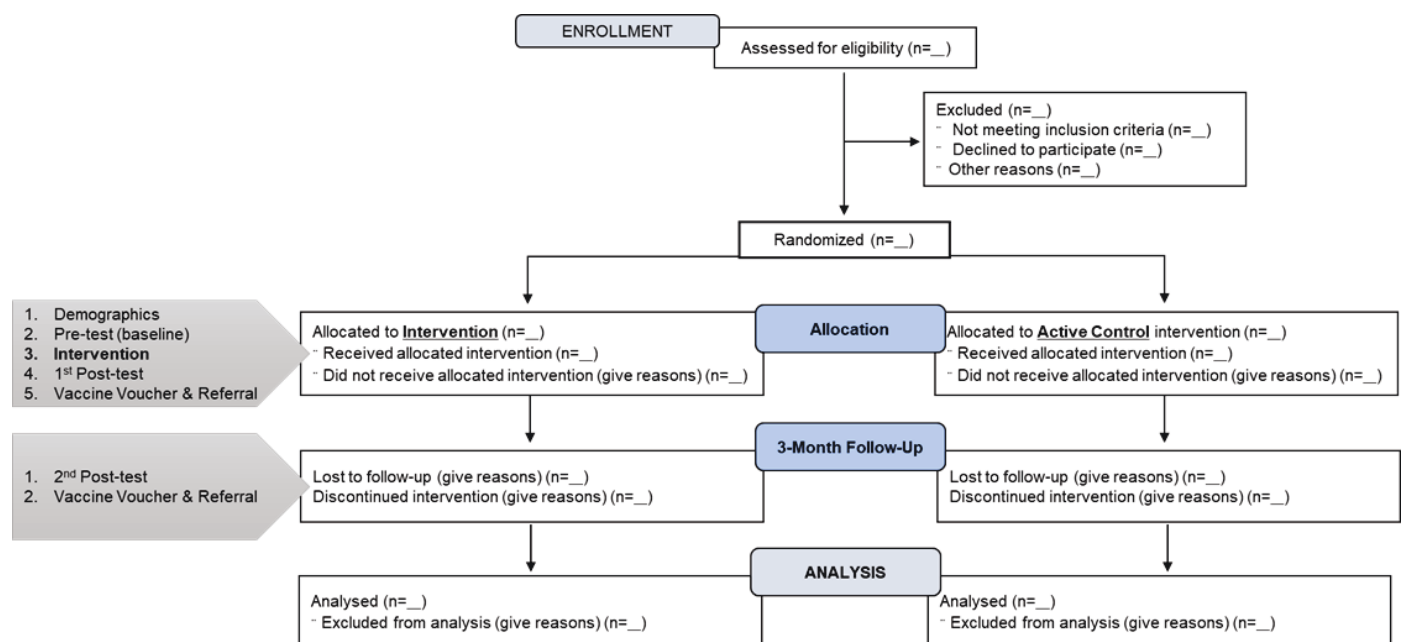 ENROLLMENT
Assessed for eligibility (n=__)
Excluded (n=__)
¨ Not meeting inclusion criteria (n=__)
¨ Declined to participate (n=__)
¨ Other reasons (n=__)
Randomized (n=__)
1. Demographics
2. Pre-test (baseline)
3. Intervention
4. 1st Post-test
5. Vaccine Voucher & Referral
Allocated to Intervention (n=__)
¨ Received allocated intervention (n=__)
¨ Did not receive allocated intervention (give reasons) (n=__)
Allocation
Allocated to Active Control intervention (n=__)
¨ Received allocated intervention (n=__)
¨ Did not receive allocated intervention (give reasons) (n=__)
1. 2nd Post-test
2. Vaccine Voucher & Referral
3-Month Follow-Up
Lost to follow-up (give reasons) (n=__)
Discontinued intervention (give reasons) (n=__)
Lost to follow-up (give reasons) (n=__)
Discontinued intervention (give reasons) (n=__)
ANALYSIS
Analysed (n=__)
¨ Excluded from analysis (give reasons) (n=__)
Analysed (n=__)
¨ Excluded from analysis (give reasons) (n=__)